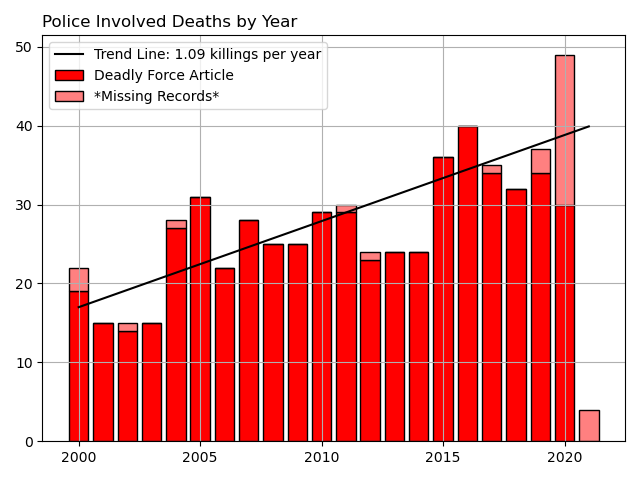 Police Involved Deaths by Year
Trend Line: 1.09 killings per year
Deadly Force Article
*Missing Records*
50
40
30
20
10
0
2000 2005 2010 2015 2020